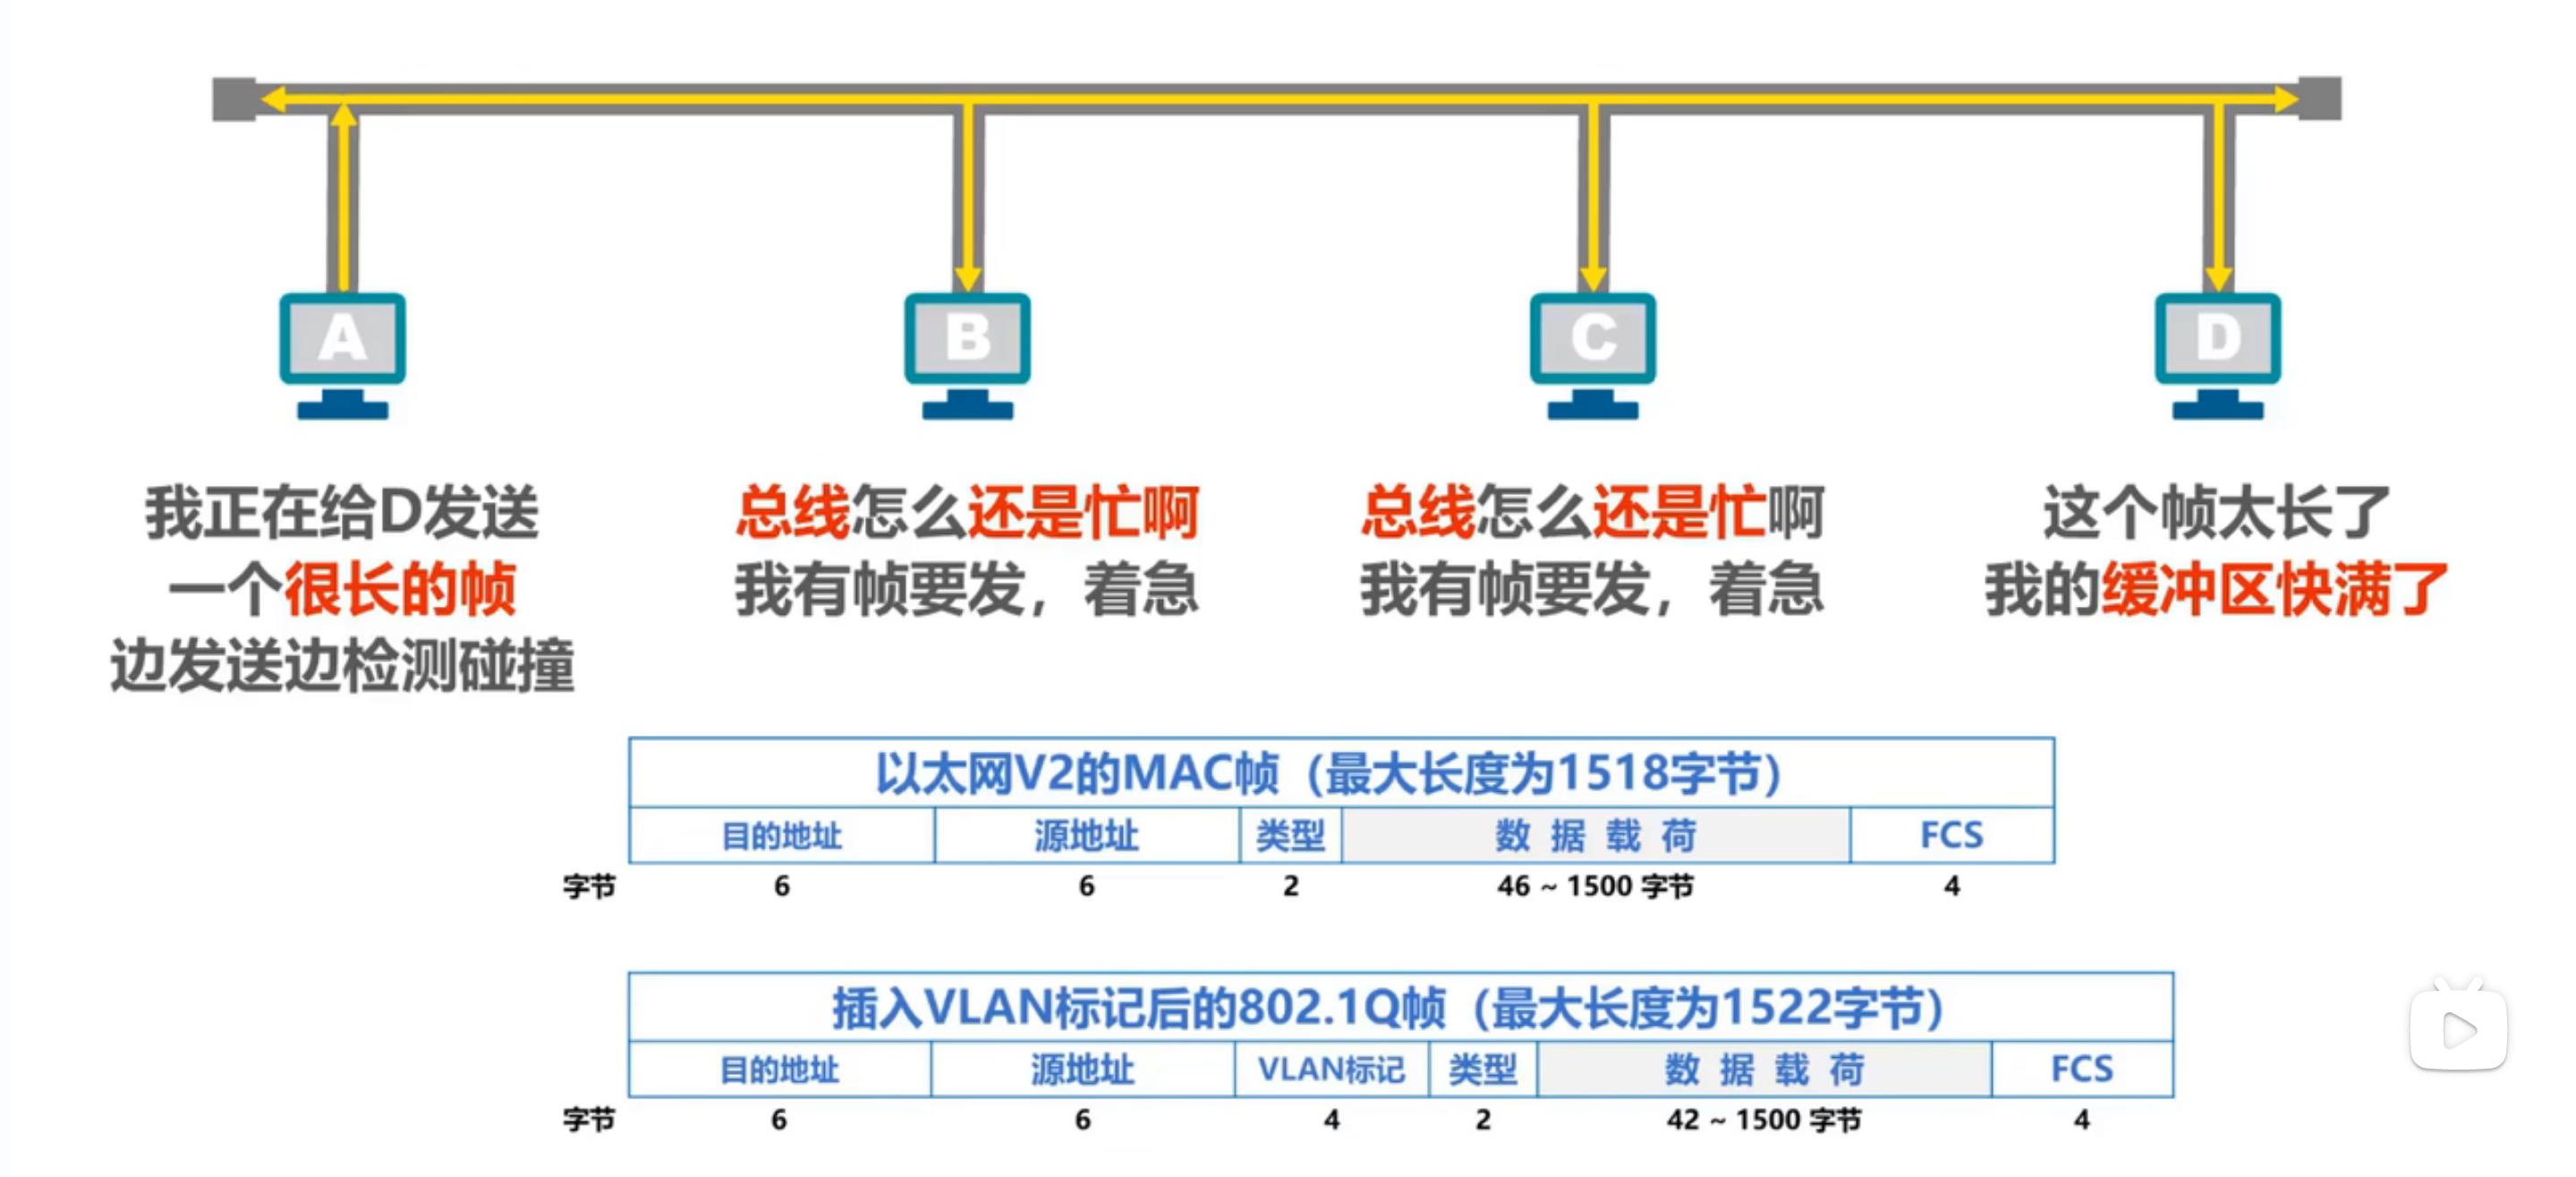 A
B
C
D
我正在给D发送
一个很长的帧
边发送边检测碰撞
总线怎么还是忙啊
我有帧要发，着急
总线怎么还是忙啊
我有帧要发，着急
这个帧太长了
我的缓冲区快满了
以太网V2的MAC帧（最大长度为1518字节）
目的地址 源地址 类型 数据载荷 FCS
字节 6 6 2 46 ~ 1500 字节 4
插入VLAN标记后的802.1Q帧（最大长度为1522字节）
目的地址 源地址 VLAN标记 类型 数据载荷 FCS
字节 6 6 4 2 42 ~ 1500 字节 4